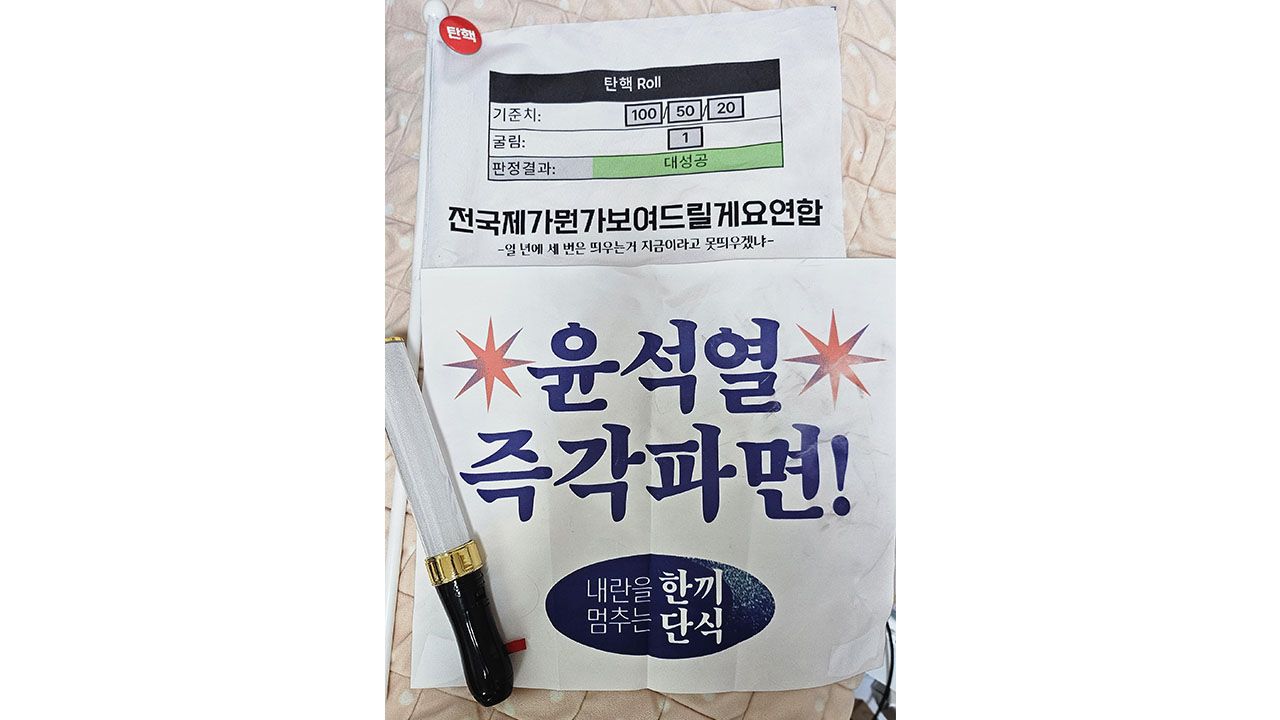 탄핵
탄핵 Roll
기준치: 100/50/20
굴림: 1
판정결과: 대성공
전국제가뭔가보여드릴게요연합
-일 년에 세 번은 띄우는거 지금이라고 못띄우겠냐-
윤석열
즉각파면!
내란을 한끼
멈추는 단식